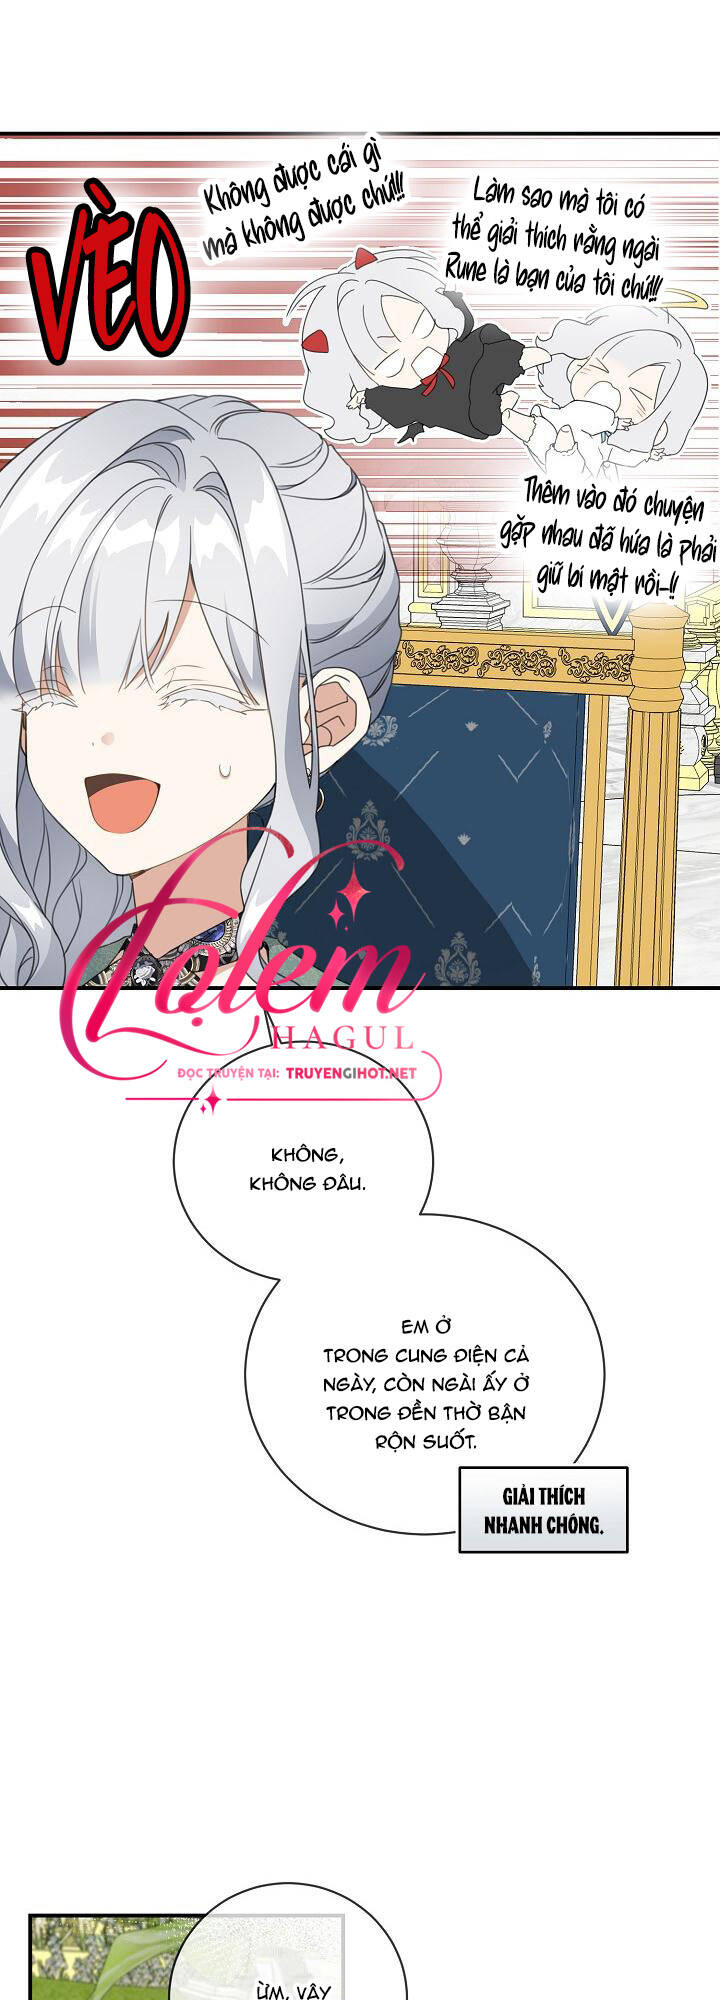 VÈO
Không được cái gì
mà không được chứ!!!
Làm sao mà tôi có
thể giải thích rằng ngài
Rune là bạn của tôi chứ!!!
Thêm vào đó chuyện
gặp nhau đã hứa là phải
giữ bí mật rồi-!!
Lọlem
HAGUL
ĐỌC TRUYỆN TẠI: TRUYENGIHOT.NET
KHÔNG,
KHÔNG ĐÂU.
EM Ở
TRONG CUNG ĐIỆN CẢ
NGÀY, CÒN NGÀI ẤY Ở
TRONG ĐỀN THỜ BẬN
RỘN SUỐT.
GIẢI THÍCH
NHANH CHÓNG.
ỪM, VÂY